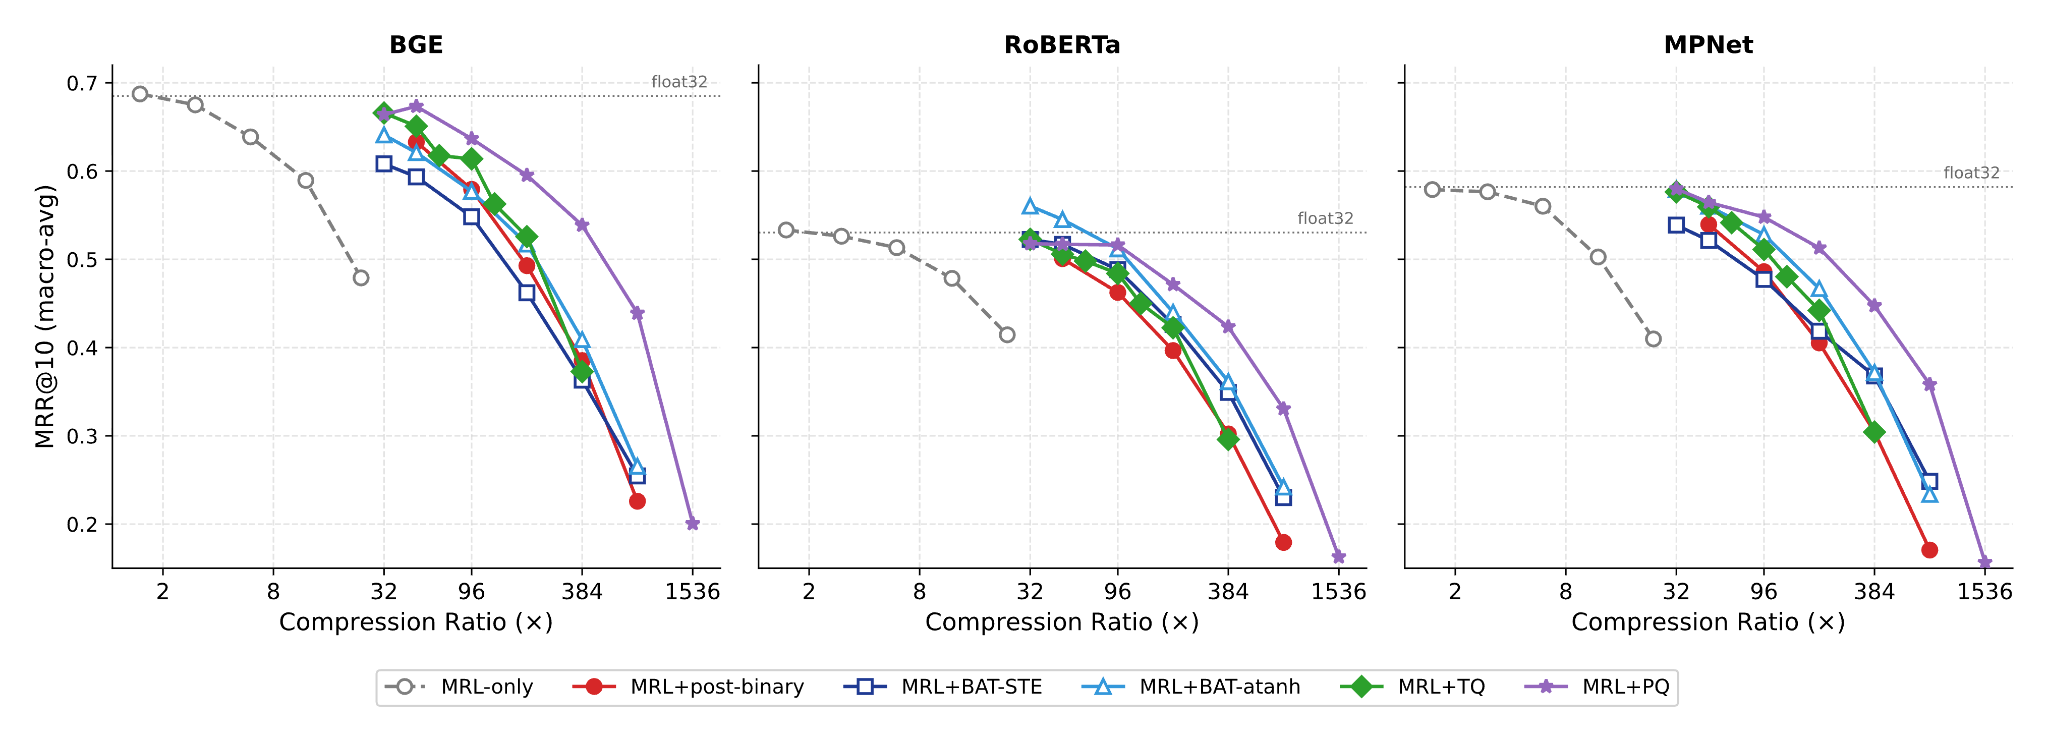 BGE
RoBERTa
MPNet
MRR@10 (macro-avg)
0.7
0.6
0.5
0.4
0.3
0.2
float32
float32
float32
2 8 32 96 384 1536
2 8 32 96 384 1536
2 8 32 96 384 1536
Compression Ratio (×)
Compression Ratio (×)
Compression Ratio (×)
MRL-only MRL+post-binary MRL+BAT-STE MRL+BAT-atanh MRL+TQ MRL+PQ